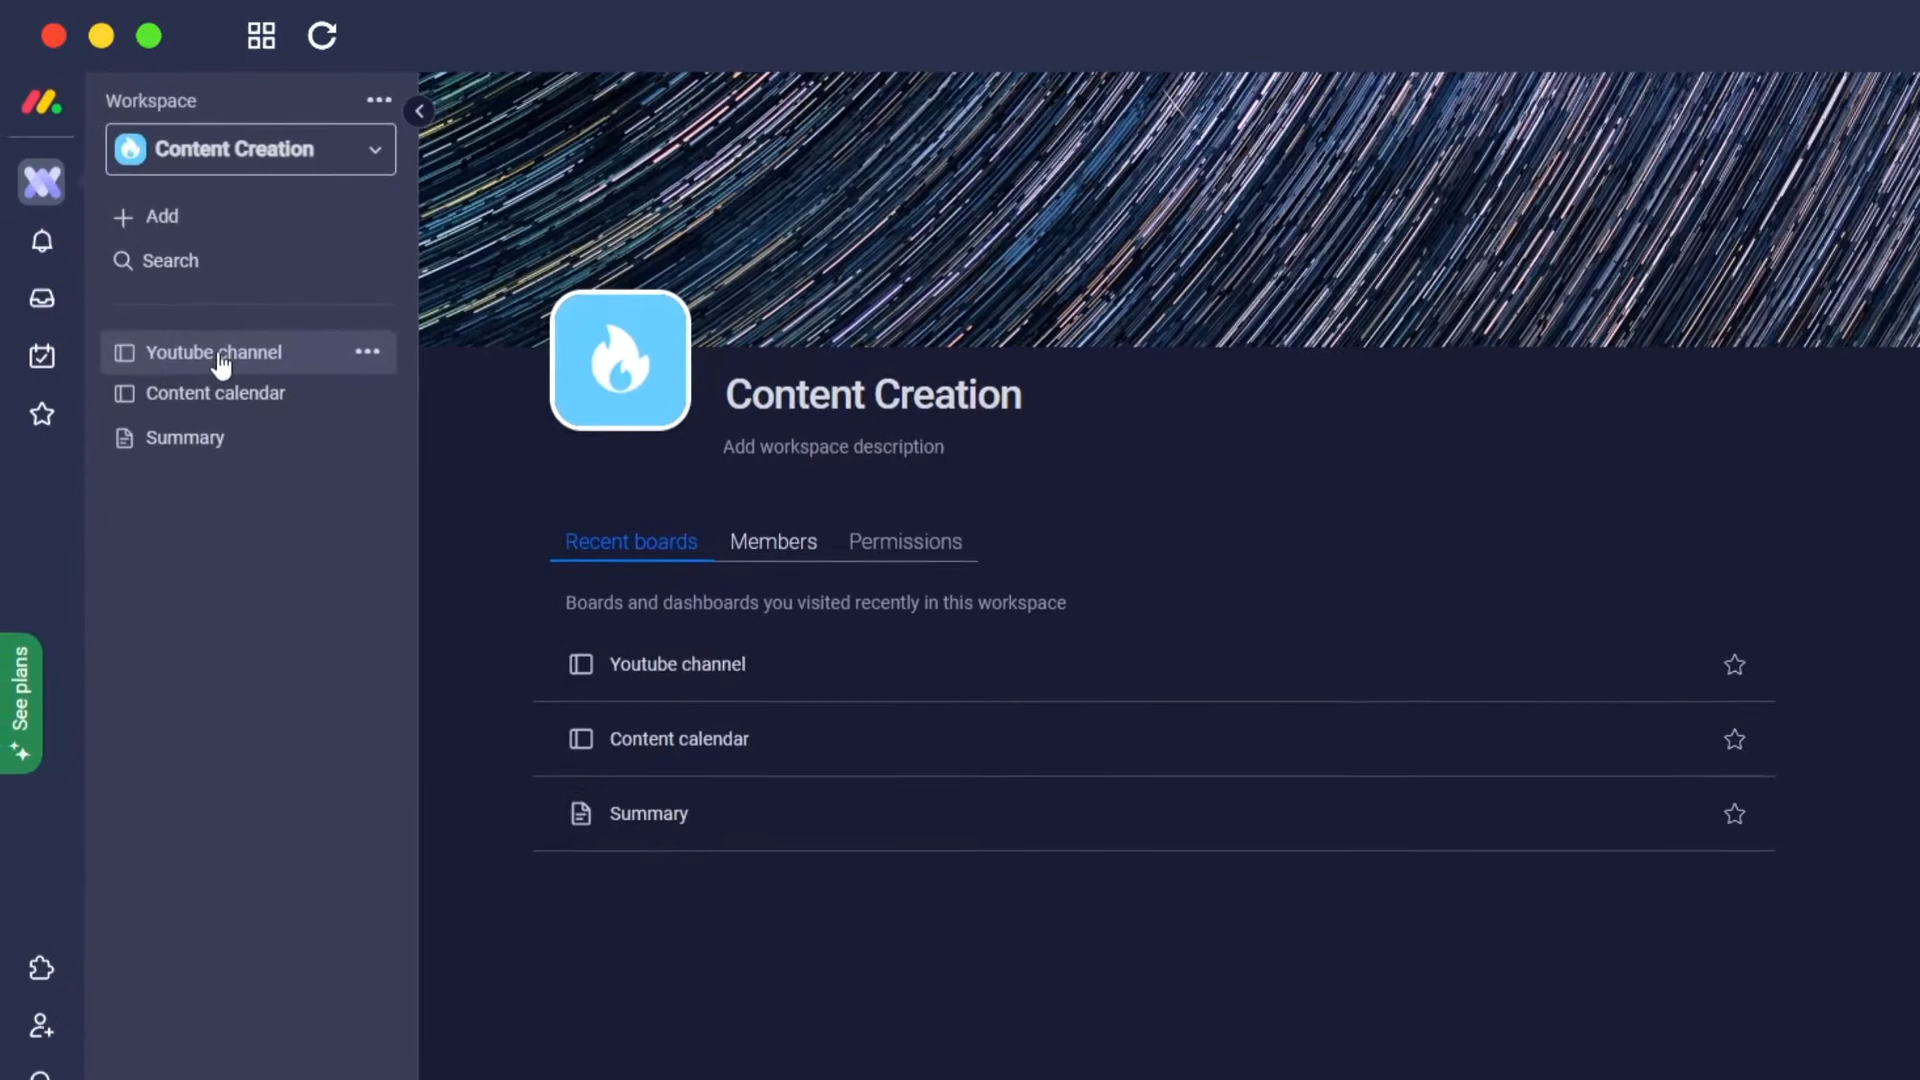 Workspace
Content Creation
Add
Search
Youtube channel
Content calendar
Summary
See plans
Content Creation
Add workspace description
Recent boards Members Permissions
Boards and dashboards you visited recently in this workspace
Youtube channel
Content calendar
Summary